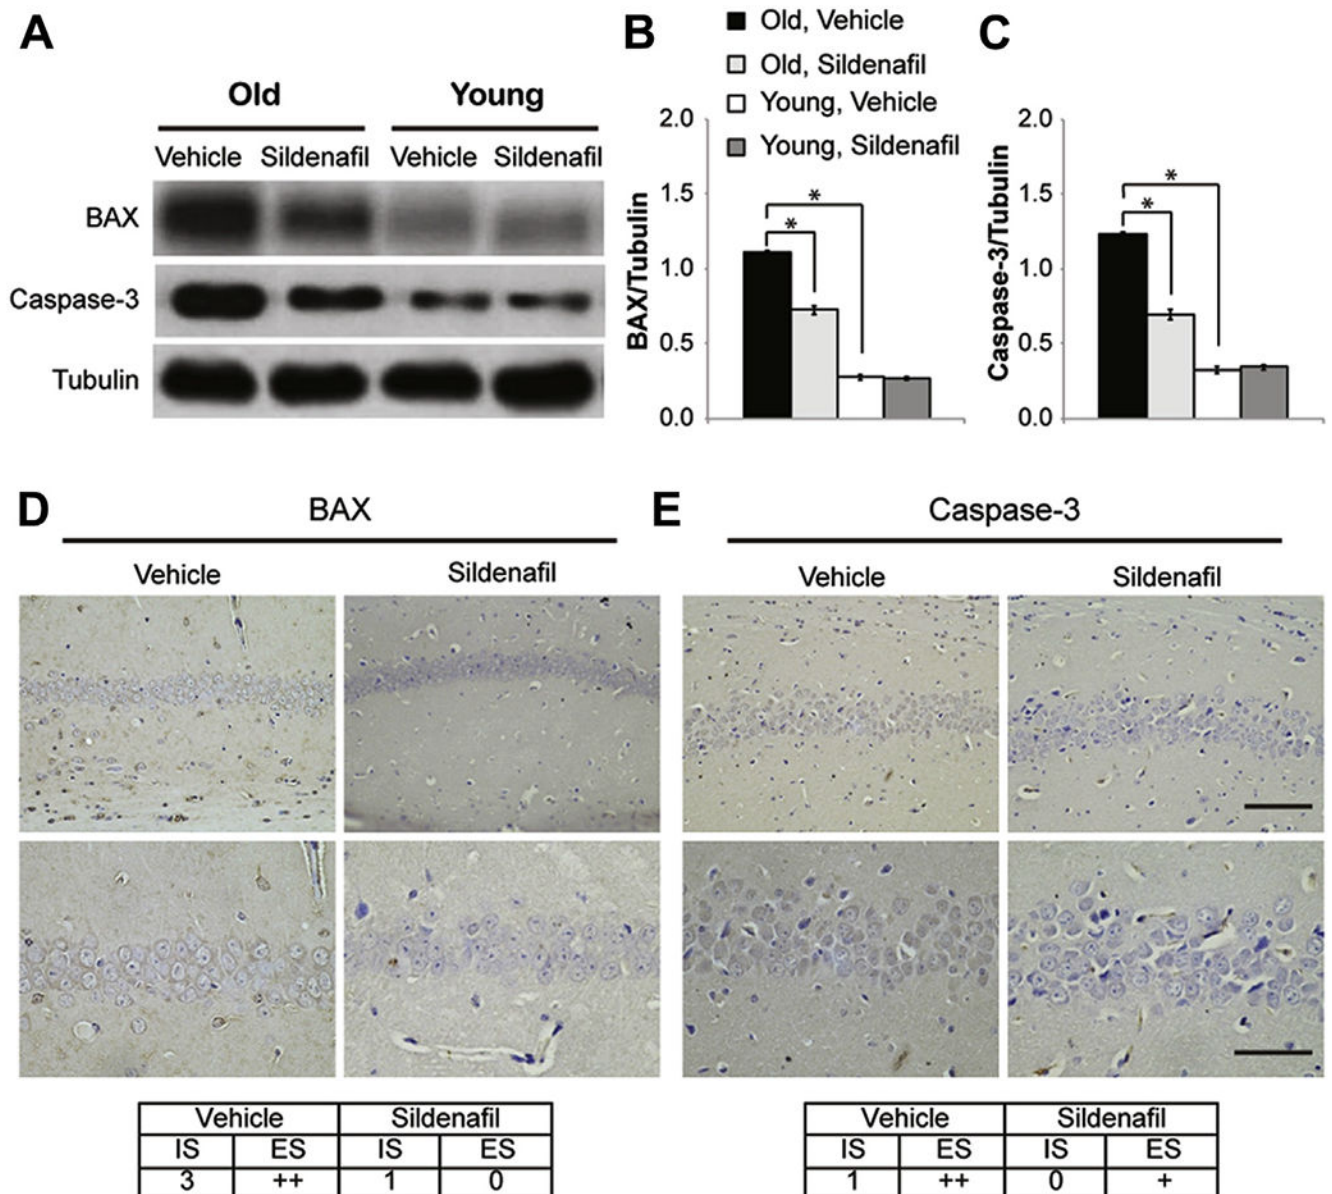 A
Old Young
Vehicle Sildenafil Vehicle Sildenafil
BAX
Caspase-3
Tubulin
B
Old, Vehicle
Old, Sildenafil
Young, Vehicle
Young, Sildenafil
BAX/Tubulin
2.0
1.5
1.0
0.5
0.0
*
*
C
Caspase-3/Tubulin
2.0
1.5
1.0
0.5
0.0
*
*
D
BAX
Vehicle Sildenafil
Vehicle Sildenafil
IS ES IS ES
3 ++ 1 0
E
Caspase-3
Vehicle Sildenafil
Vehicle Sildenafil
IS ES IS ES
1 ++ 0 +